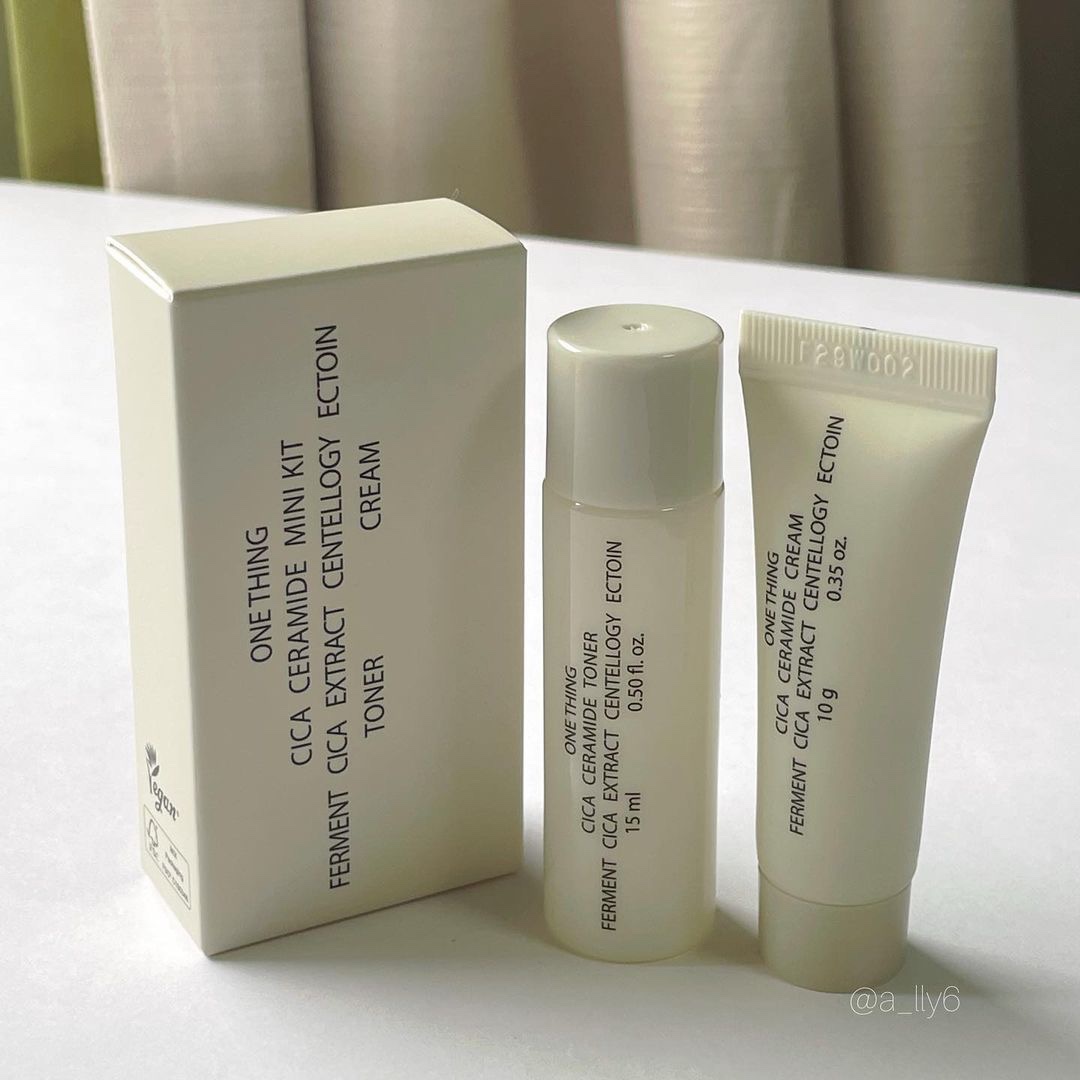 ONE THING
CICA CERAMIDE MINI KIT
FERMENT CICA EXTRACT CENTELLOGY ECTOIN
TONER CREAM
Vegan
FSC
MIX
ONE THING
CICA CERAMIDE TONER
FERMENT CICA EXTRACT CENTELLOGY ECTOIN
15 ml 0.50 fl. oz.
ONE THING
CICA CERAMIDE CREAM
FERMENT CICA EXTRACT CENTELLOGY ECTOIN
10 g 0.35 oz.
@a_lly6